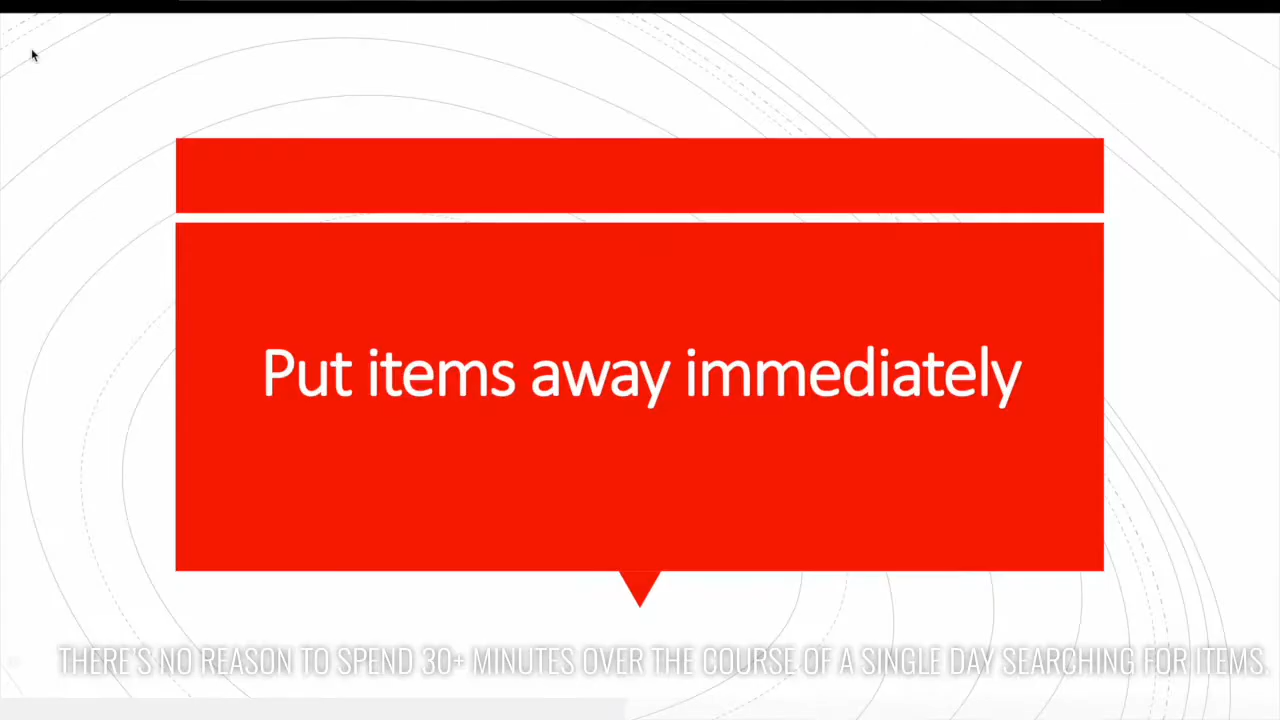 Put items away immediately
THERE'S NO REASON TO SPEND 30+ MINUTES OVER THE COURSE OF A SINGLE DAY SEARCHING FOR ITEMS.